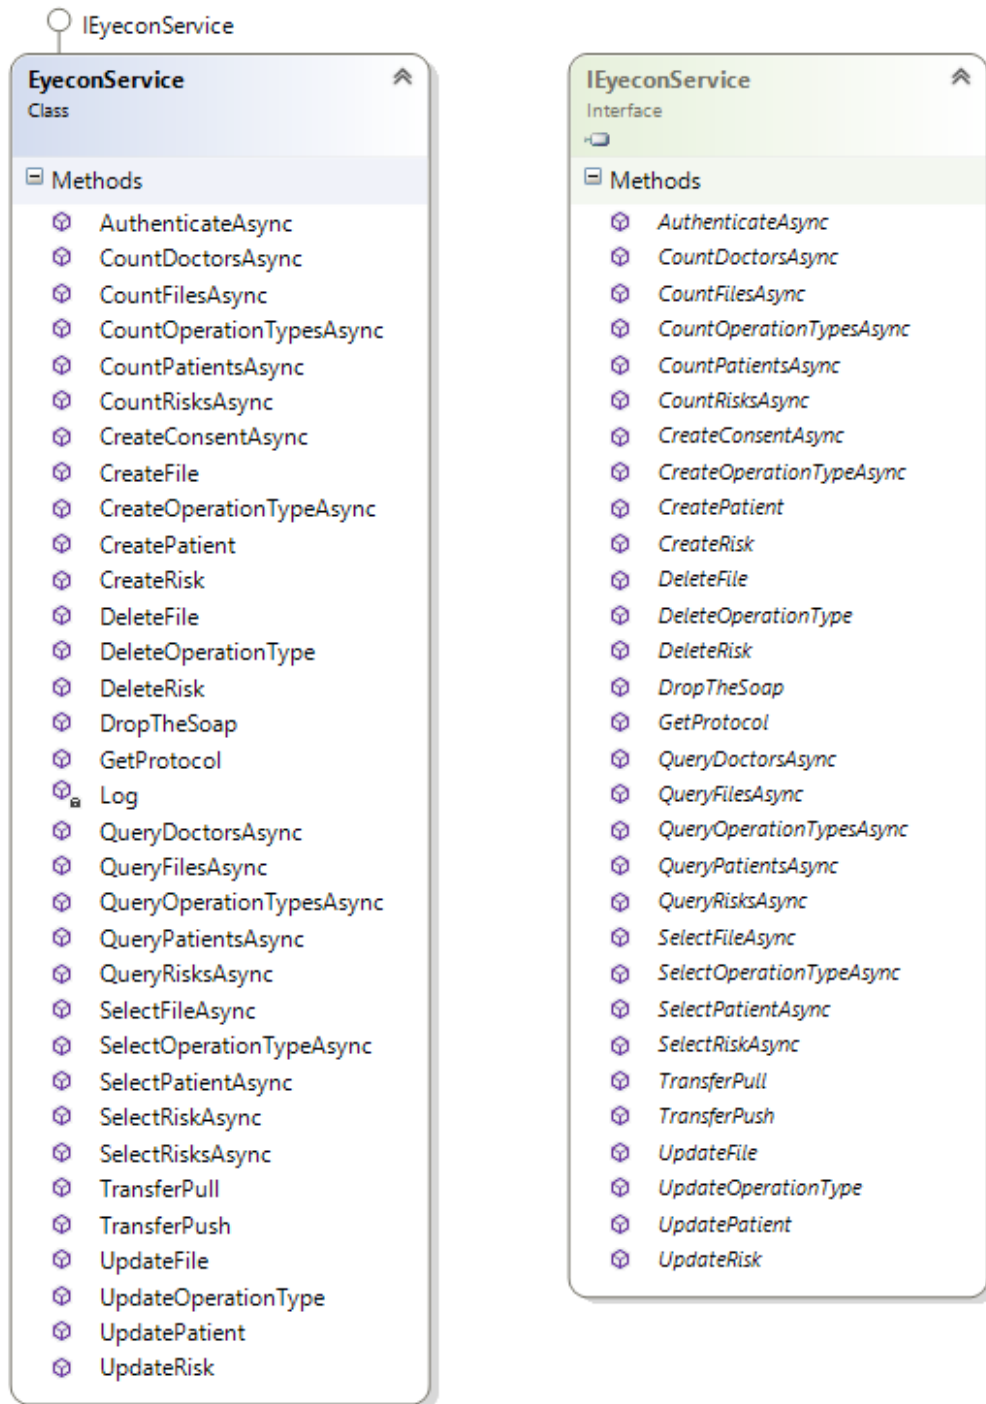 IEyeconService
EyeconService
Class
Methods
AuthenticateAsync
CountDoctorsAsync
CountFilesAsync
CountOperationTypesAsync
CountPatientsAsync
CountRisksAsync
CreateConsentAsync
CreateFile
CreateOperationTypeAsync
CreatePatient
CreateRisk
DeleteFile
DeleteOperationType
DeleteRisk
DropTheSoap
GetProtocol
Log
QueryDoctorsAsync
QueryFilesAsync
QueryOperationTypesAsync
QueryPatientsAsync
QueryRisksAsync
SelectFileAsync
SelectOperationTypeAsync
SelectPatientAsync
SelectRiskAsync
SelectRisksAsync
TransferPull
TransferPush
UpdateFile
UpdateOperationType
UpdatePatient
UpdateRisk
IEyeconService
Interface
Methods
AuthenticateAsync
CountDoctorsAsync
CountFilesAsync
CountOperationTypesAsync
CountPatientsAsync
CountRisksAsync
CreateConsentAsync
CreateOperationTypeAsync
CreatePatient
CreateRisk
DeleteFile
DeleteOperationType
DeleteRisk
DropTheSoap
GetProtocol
QueryDoctorsAsync
QueryFilesAsync
QueryOperationTypesAsync
QueryPatientsAsync
QueryRisksAsync
SelectFileAsync
SelectOperationTypeAsync
SelectPatientAsync
SelectRiskAsync
TransferPull
TransferPush
UpdateFile
UpdateOperationType
UpdatePatient
UpdateRisk